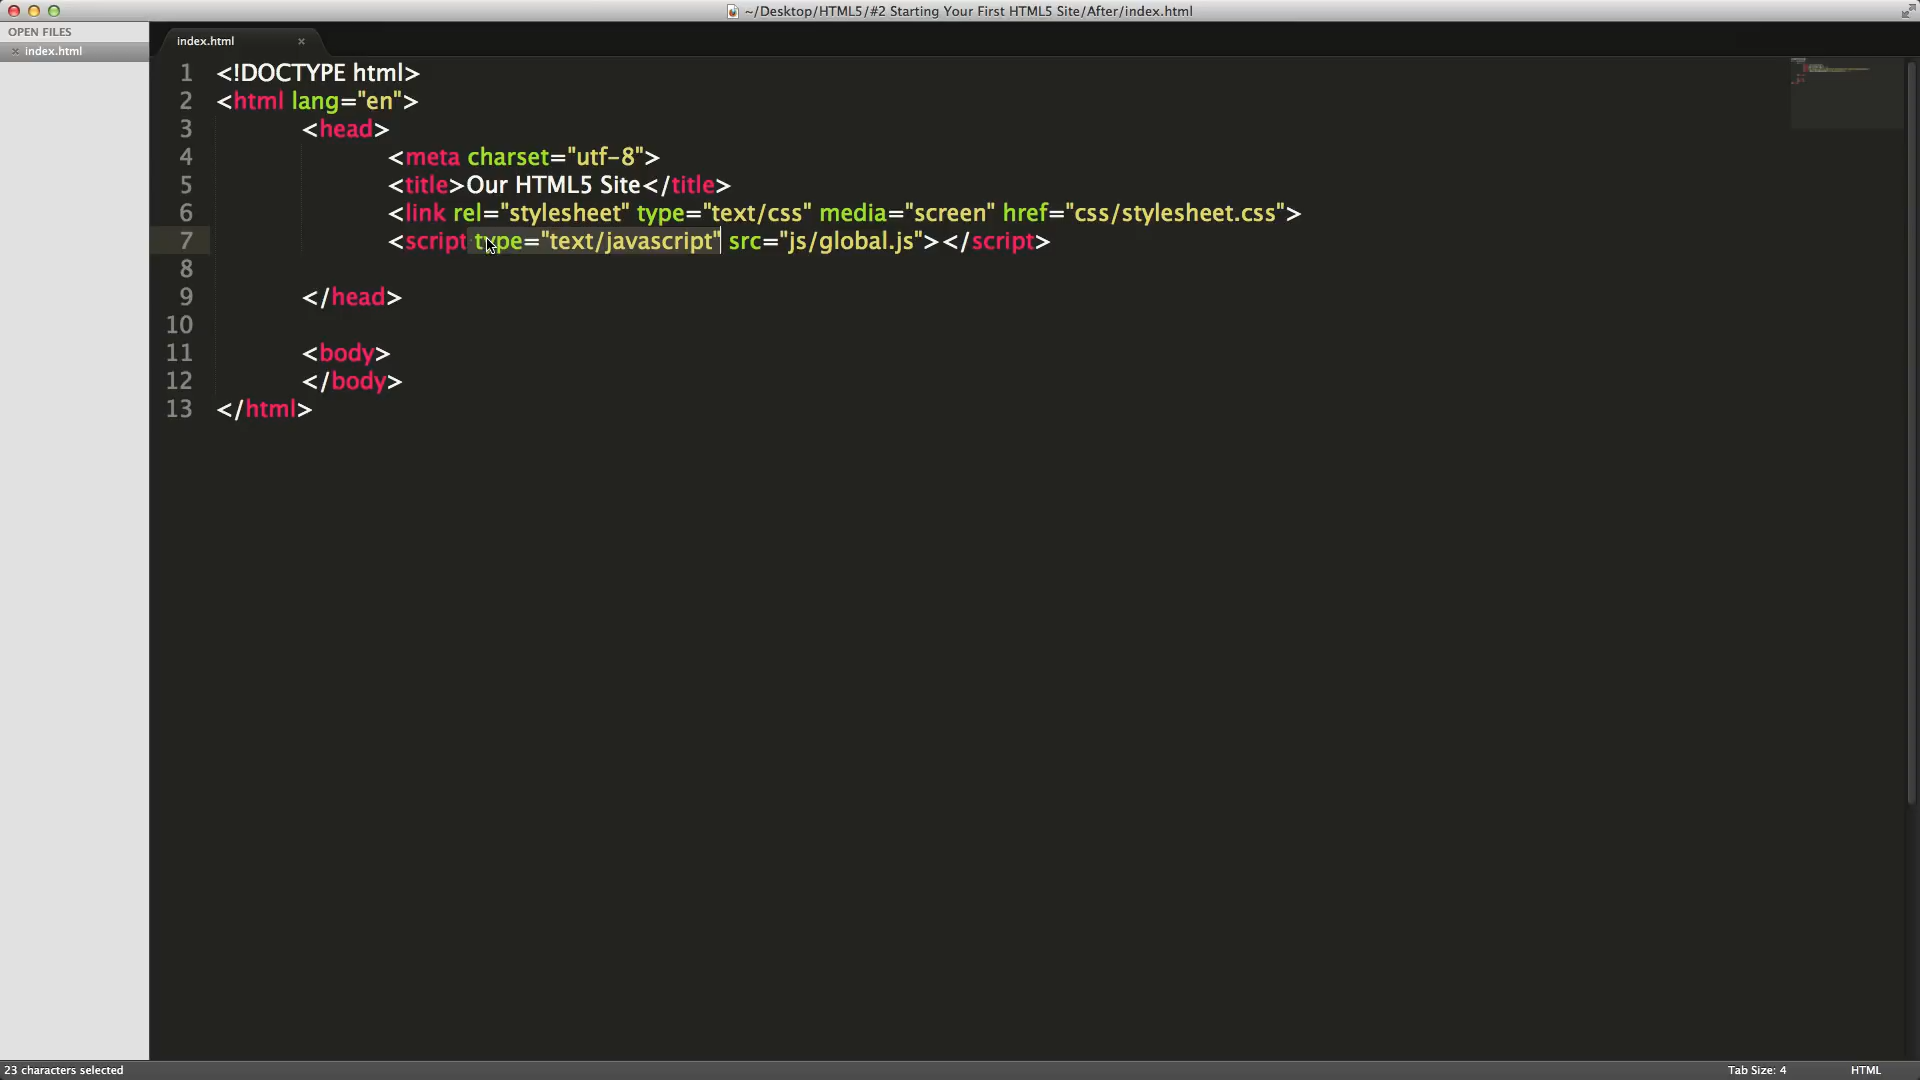 ~/Desktop/HTML5/#2 Starting Your First HTML5 Site/After/index.html
OPEN FILES
index.html
index.html
1 <!DOCTYPE html>
2 <html lang="en">
3 <head>
4 <meta charset="utf-8">
5 <title>Our HTML5 Site</title>
6 <link rel="stylesheet" type="text/css" media="screen" href="css/stylesheet.css">
7 <script type="text/javascript" src="js/global.js"></script>
8
9 </head>
10
11 <body>
12 </body>
13 </html>
23 characters selected
Tab Size: 4
HTML